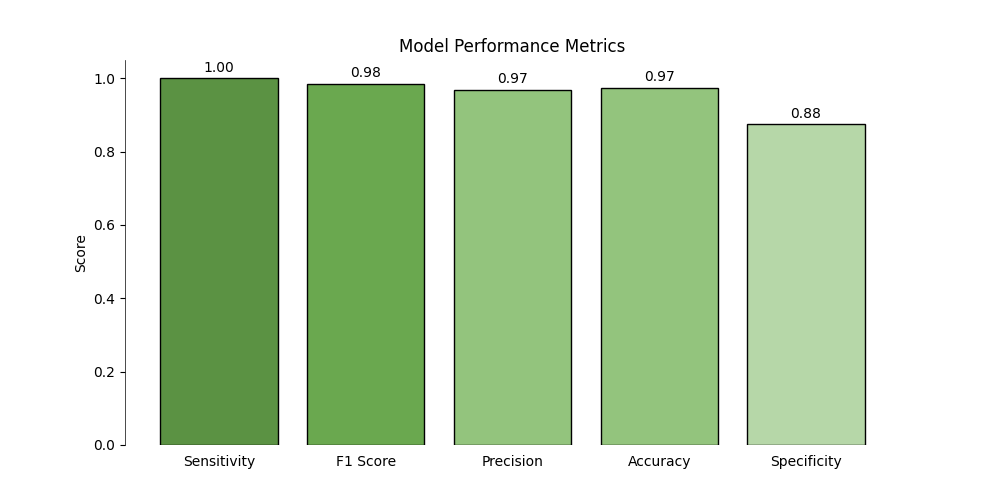 Model Performance Metrics
1.00
0.98
0.97
0.97
0.88
1.0
0.8
0.6
0.4
0.2
0.0
Score
Sensitivity
F1 Score
Precision
Accuracy
Specificity